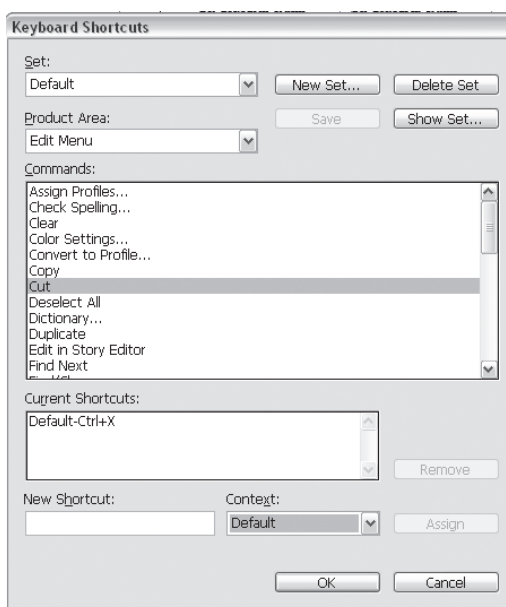 Keyboard Shortcuts
Set:
Default
New Set...
Delete Set
Product Area:
Save
Show Set...
Edit Menu
Commands:
Assign Profiles...
Check Spelling...
Clear
Color Settings...
Convert to Profile...
Copy
Cut
Deselect All
Dictionary...
Duplicate
Edit in Story Editor
Find Next
Current Shortcuts:
Default-Ctrl+X
Remove
New Shortcut:
Context:
Default
Assign
OK
Cancel